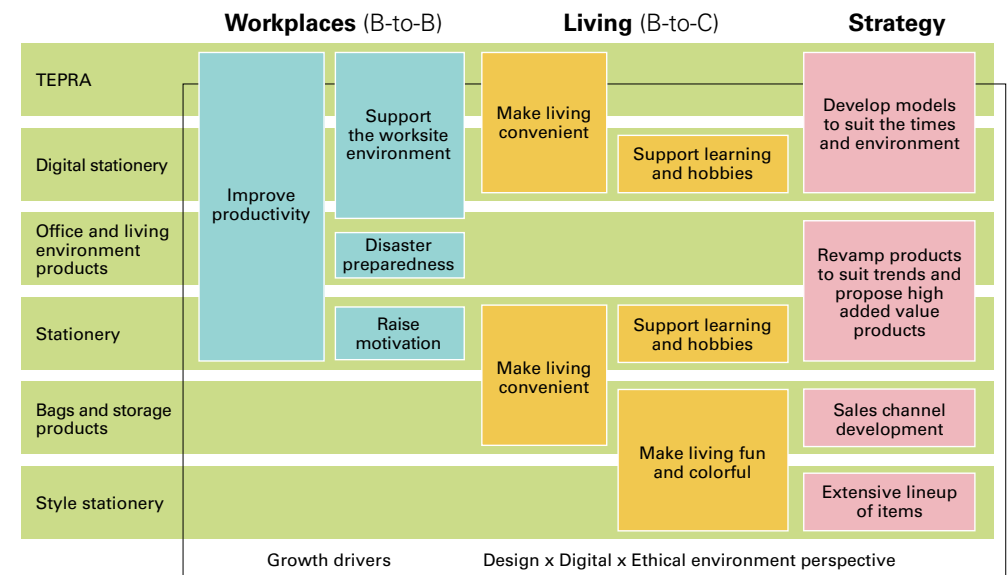 Workplaces (B-to-B)
Living (B-to-C)
Strategy
TEPRA
Digital stationery
Office and living
environment
products
Stationery
Bags and storage
products
Style stationery
Improve
productivity
Support
the worksite
environment
Disaster
preparedness
Raise
motivation
Make living
convenient
Support learning
and hobbies
Make living
convenient
Support learning
and hobbies
Make living fun
and colorful
Develop models
to suit the times
and environment
Revamp products
to suit trends and
propose high
added value
products
Sales channel
development
Extensive lineup
of items
Growth drivers
Design x Digital x Ethical environment perspective